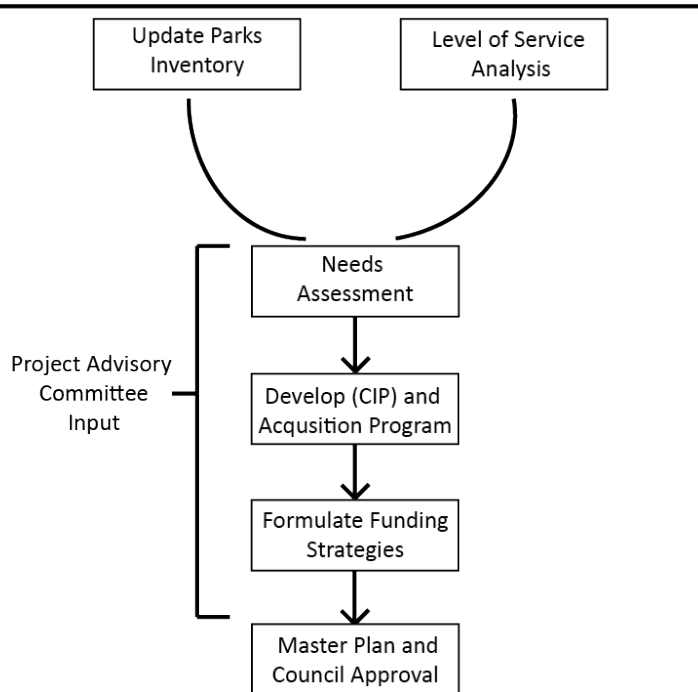 Update Parks
Inventory
Level of Service
Analysis
Needs
Assessment
Project Advisory
Committee
Input
Develop (CIP) and
Acqusition Program
Formulate Funding
Strategies
Master Plan and
Council Approval